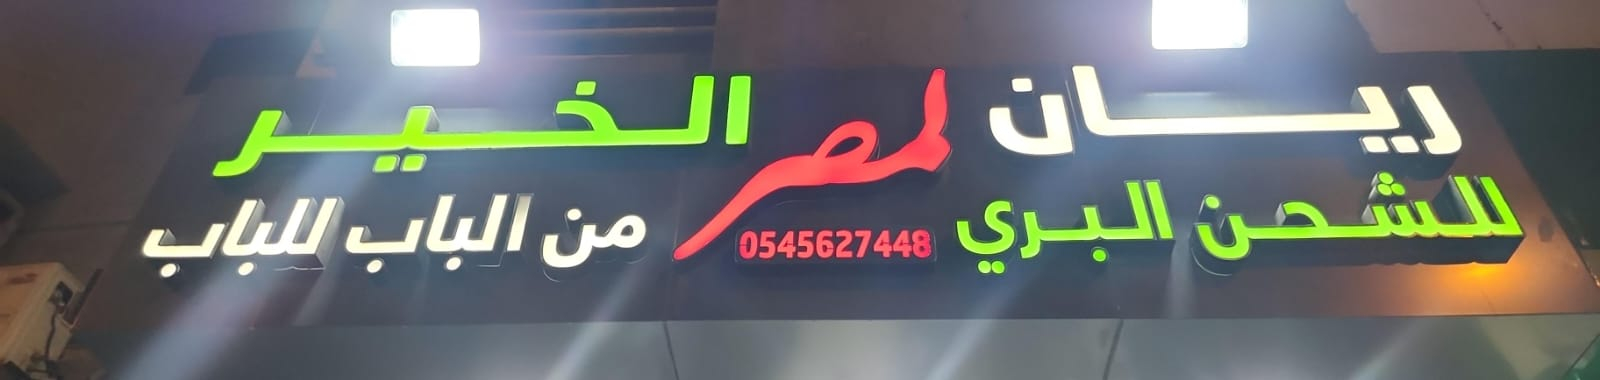 ريان الخير
لمصر
للشحن البري من الباب للباب
0545627448